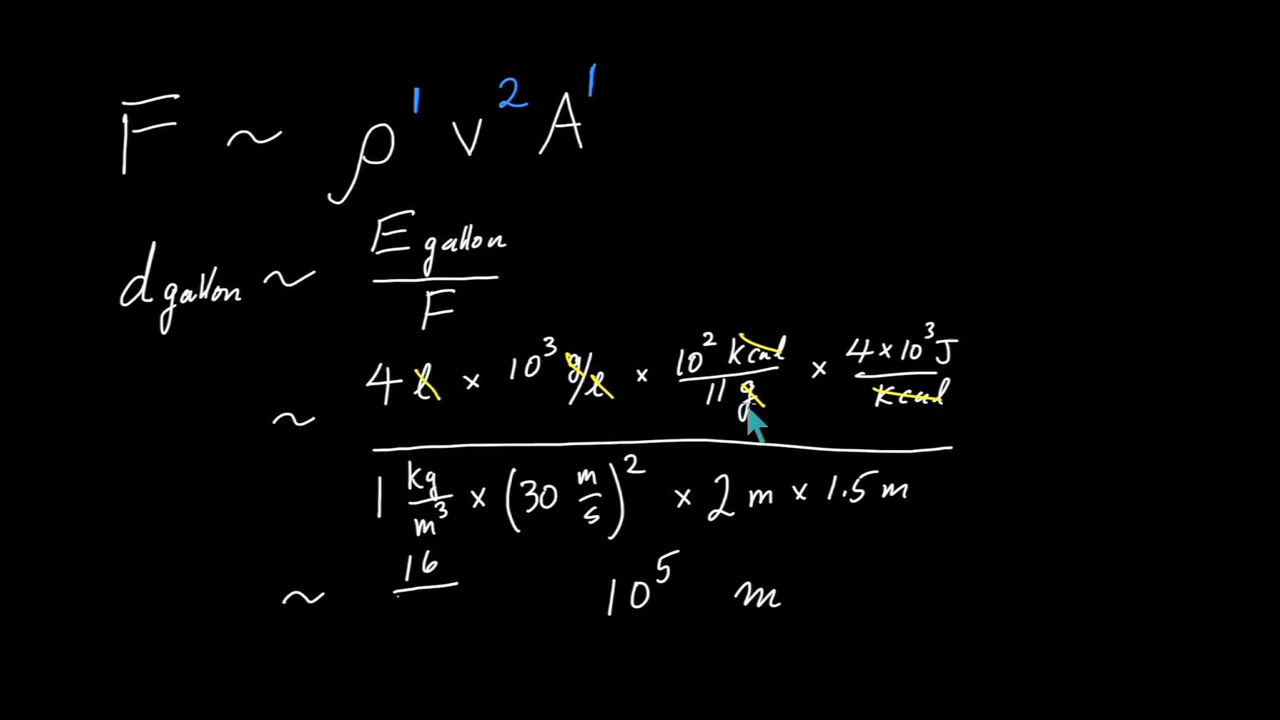 F ~ ρ¹ v² A¹
d gallon ~ E gallon / F
~ 4 l × 10³ g/l × 10² kcal / 11 g × 4 × 10³ J / kcal
1 kg/m³ × (30 m/s)² × 2 m × 1.5 m
~ 16 10⁵ m